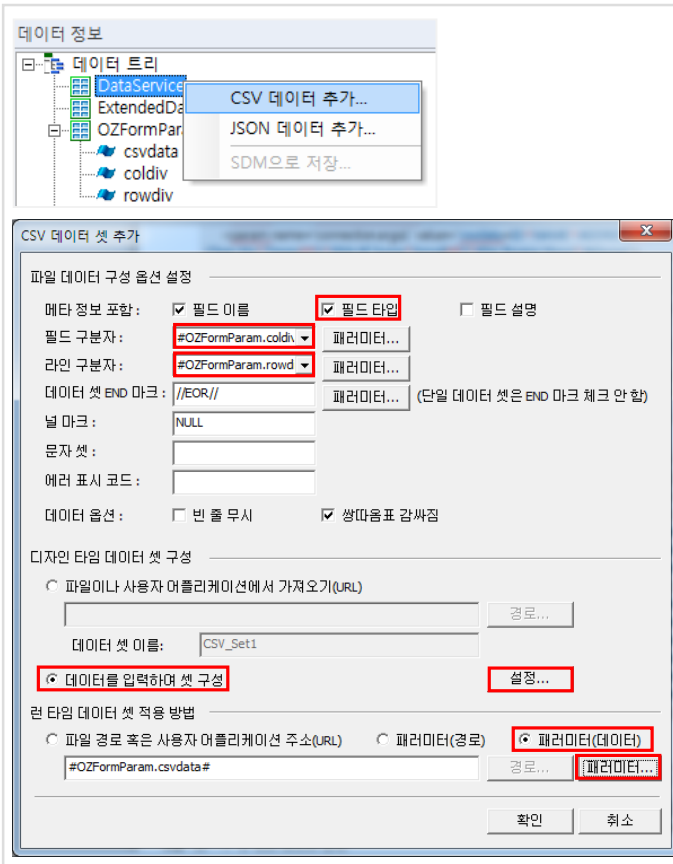 데이터 정보
데이터 트리
DataService
CSV 데이터 추가...
ExtendedDa
JSON 데이터 추가...
OZFormPar
csvdata
SDM으로 저장...
coldiv
rowdiv
CSV 데이터 셋 추가
파일 데이터 구성 옵션 설정
메타 정보 포함 : 필드 이름 필드 타입 필드 설명
필드 구분자 : #OZFormParam.coldiv 패러미터...
라인 구분자 : #OZFormParam.rowd 패러미터...
데이터 셋 END 마크 : //EOR// 패러미터... (단일 데이터 셋은 END 마크 체크 안 함)
널 마크 : NULL
문자 셋 :
에러 표시 코드 :
데이터 옵션 : 빈 줄 무시 쌍따옴표 감싸짐
디자인 타임 데이터 셋 구성
파일이나 사용자 어플리케이션에서 가져오기(URL)
경로...
데이터 셋 이름: CSV_Set1
데이터를 입력하여 셋 구성 설정...
런 타임 데이터 셋 적용 방법
파일 경로 혹은 사용자 어플리케이션 주소(URL) 패러미터(경로) 패러미터(데이터)
#OZFormParam.csvdata# 경로... 패러미터...
확인 취소